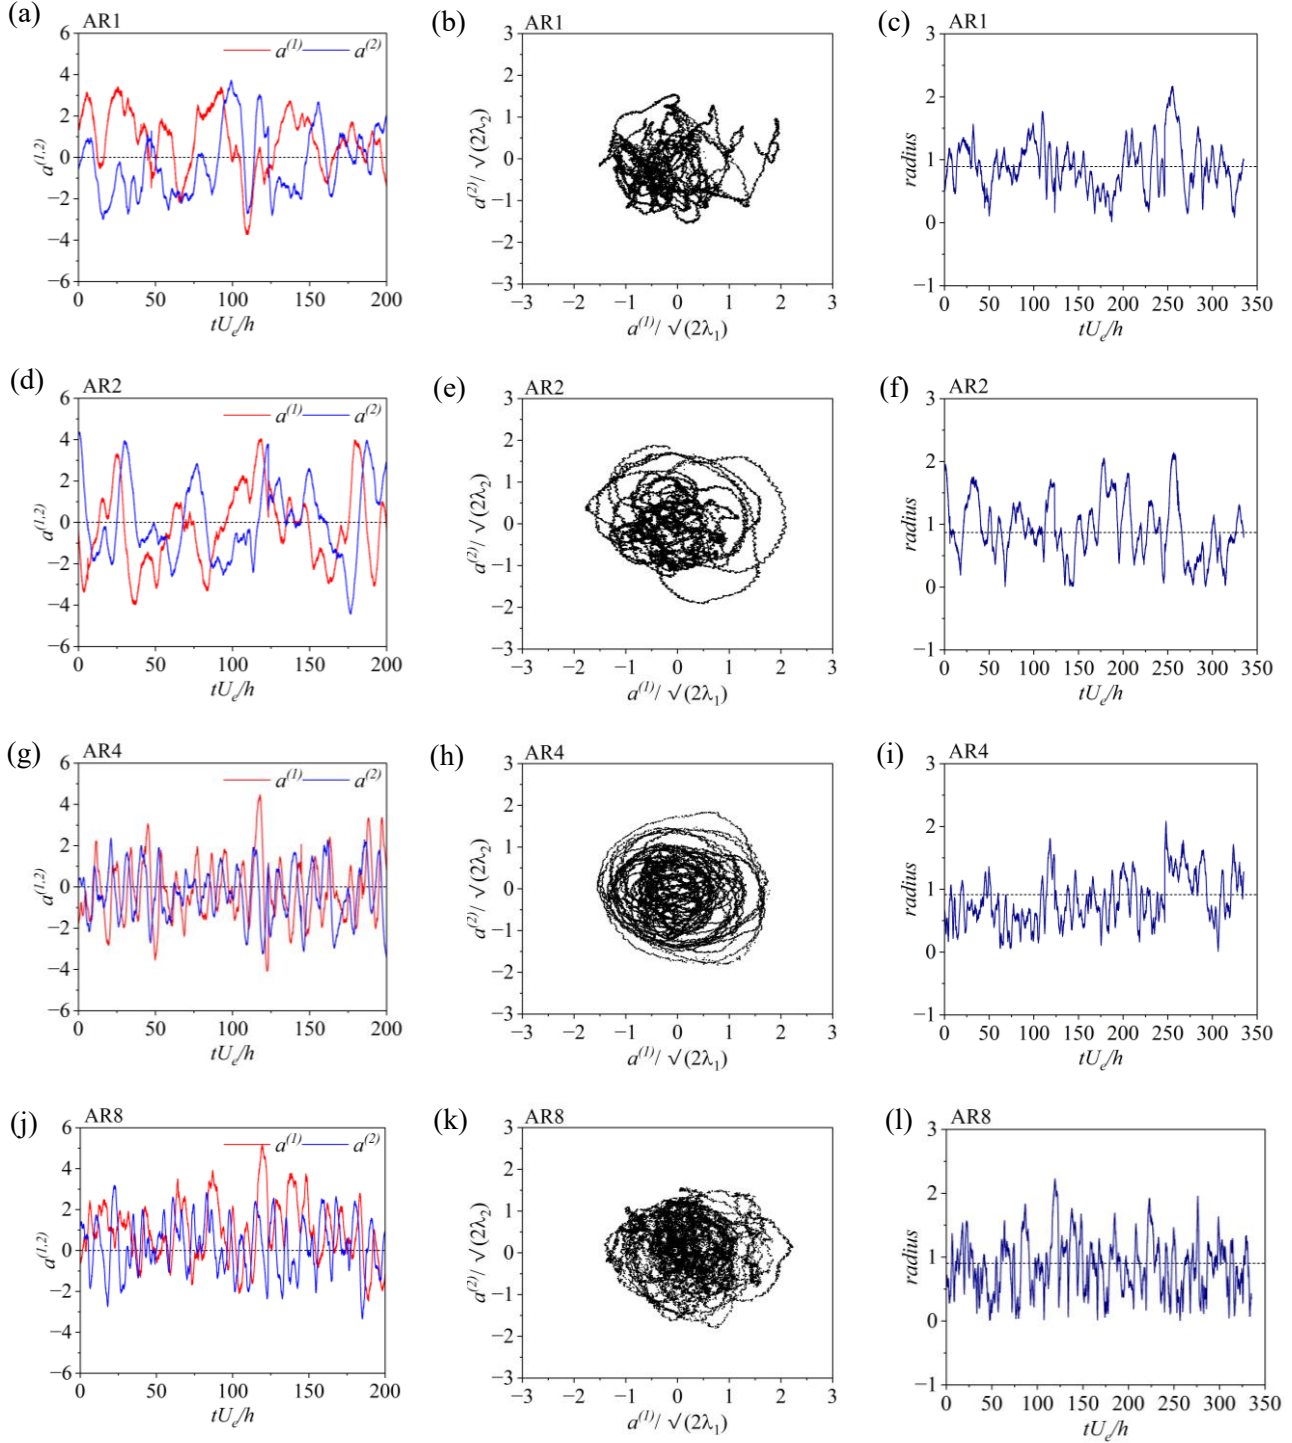 (a) AR1
a(1) a(2)
6
4
2
0
−2
−4
−6
a(1,2)
0 50 100 150 200
tUe/h
(b) AR1
3
2
1
0
−1
−2
−3
a(2)/ √(2λ2)
−3 −2 −1 0 1 2 3
a(1)/ √(2λ1)
(c) AR1
3
2
1
0
−1
radius
0 50 100 150 200 250 300 350
tUe/h
(d) AR2
a(1) a(2)
6
4
2
0
−2
−4
−6
a(1,2)
0 50 100 150 200
tUe/h
(e) AR2
3
2
1
0
−1
−2
−3
a(2)/ √(2λ2)
−3 −2 −1 0 1 2 3
a(1)/ √(2λ1)
(f) AR2
3
2
1
0
−1
radius
0 50 100 150 200 250 300 350
tUe/h
(g) AR4
a(1) a(2)
6
4
2
0
−2
−4
−6
a(1,2)
0 50 100 150 200
tUe/h
(h) AR4
3
2
1
0
−1
−2
−3
a(2)/ √(2λ2)
−3 −2 −1 0 1 2 3
a(1)/ √(2λ1)
(i) AR4
3
2
1
0
−1
radius
0 50 100 150 200 250 300 350
tUe/h
(j) AR8
a(1) a(2)
6
4
2
0
−2
−4
−6
a(1,2)
0 50 100 150 200
tUe/h
(k) AR8
3
2
1
0
−1
−2
−3
a(2)/ √(2λ2)
−3 −2 −1 0 1 2 3
a(1)/ √(2λ1)
(l) AR8
3
2
1
0
−1
radius
0 50 100 150 200 250 300 350
tUe/h